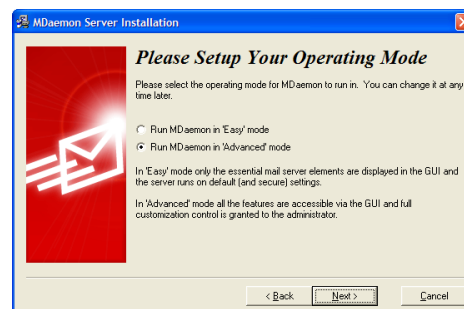 MDaemon Server Installation
Please Setup Your Operating Mode
Please select the operating mode for MDaemon to run in. You can change it at any
time later.
Run MDaemon in 'Easy' mode
Run MDaemon in 'Advanced' mode
In 'Easy' mode only the essential mail server elements are displayed in the GUI and
the server runs on default (and secure) settings.
In 'Advanced' mode all the features are accessible via the GUI and full
customization control is granted to the administrator.
< Back Next > Cancel